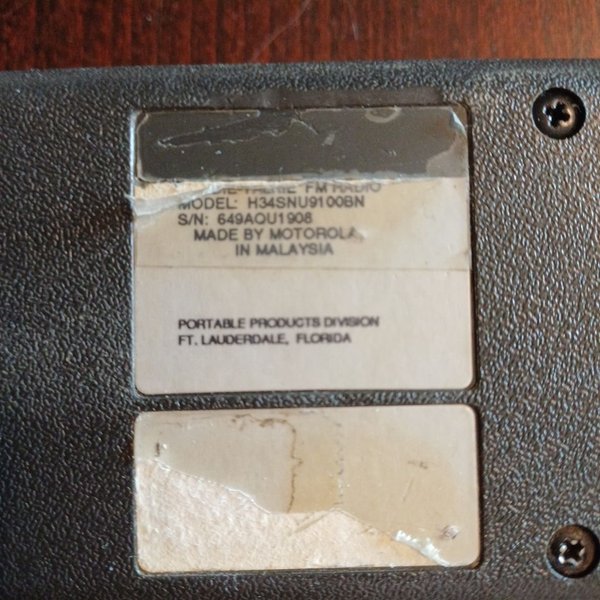 FM RADIO
MODEL: H34SNU9100BN
S/N: 649AQU1908
MADE BY MOTOROLA
IN MALAYSIA
PORTABLE PRODUCTS DIVISION
FT. LAUDERDALE, FLORIDA